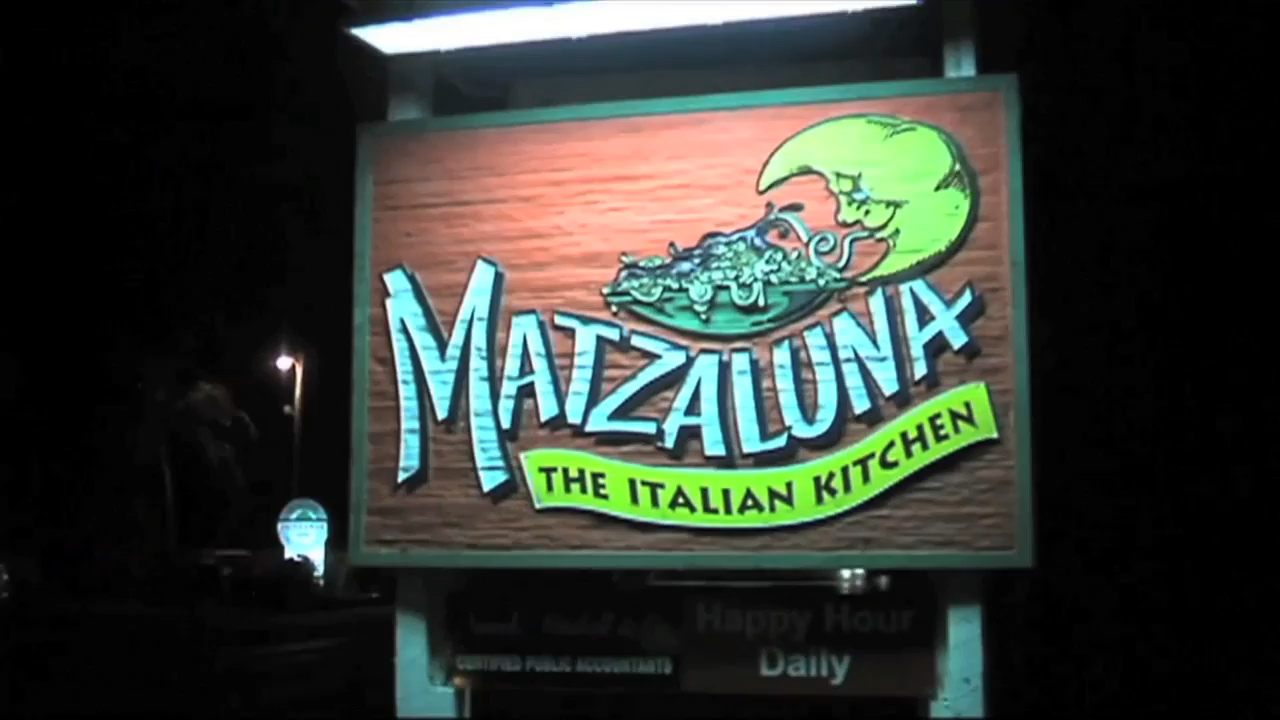 MATZALUNA
THE ITALIAN KITCHEN
Happy Hour
Daily
CERTIFIED PUBLIC ACCOUNTANTS